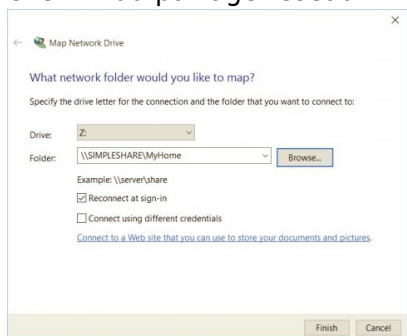 Map Network Drive
What network folder would you like to map?
Specify the drive letter for the connection and the folder that you want to connect to:
Drive: Z:
Folder: \\SIMPLESHARE\MyHome Browse...
Example: \\server\share
Reconnect at sign-in
Connect using different credentials
Connect to a Web site that you can use to store your documents and pictures.
Finish Cancel